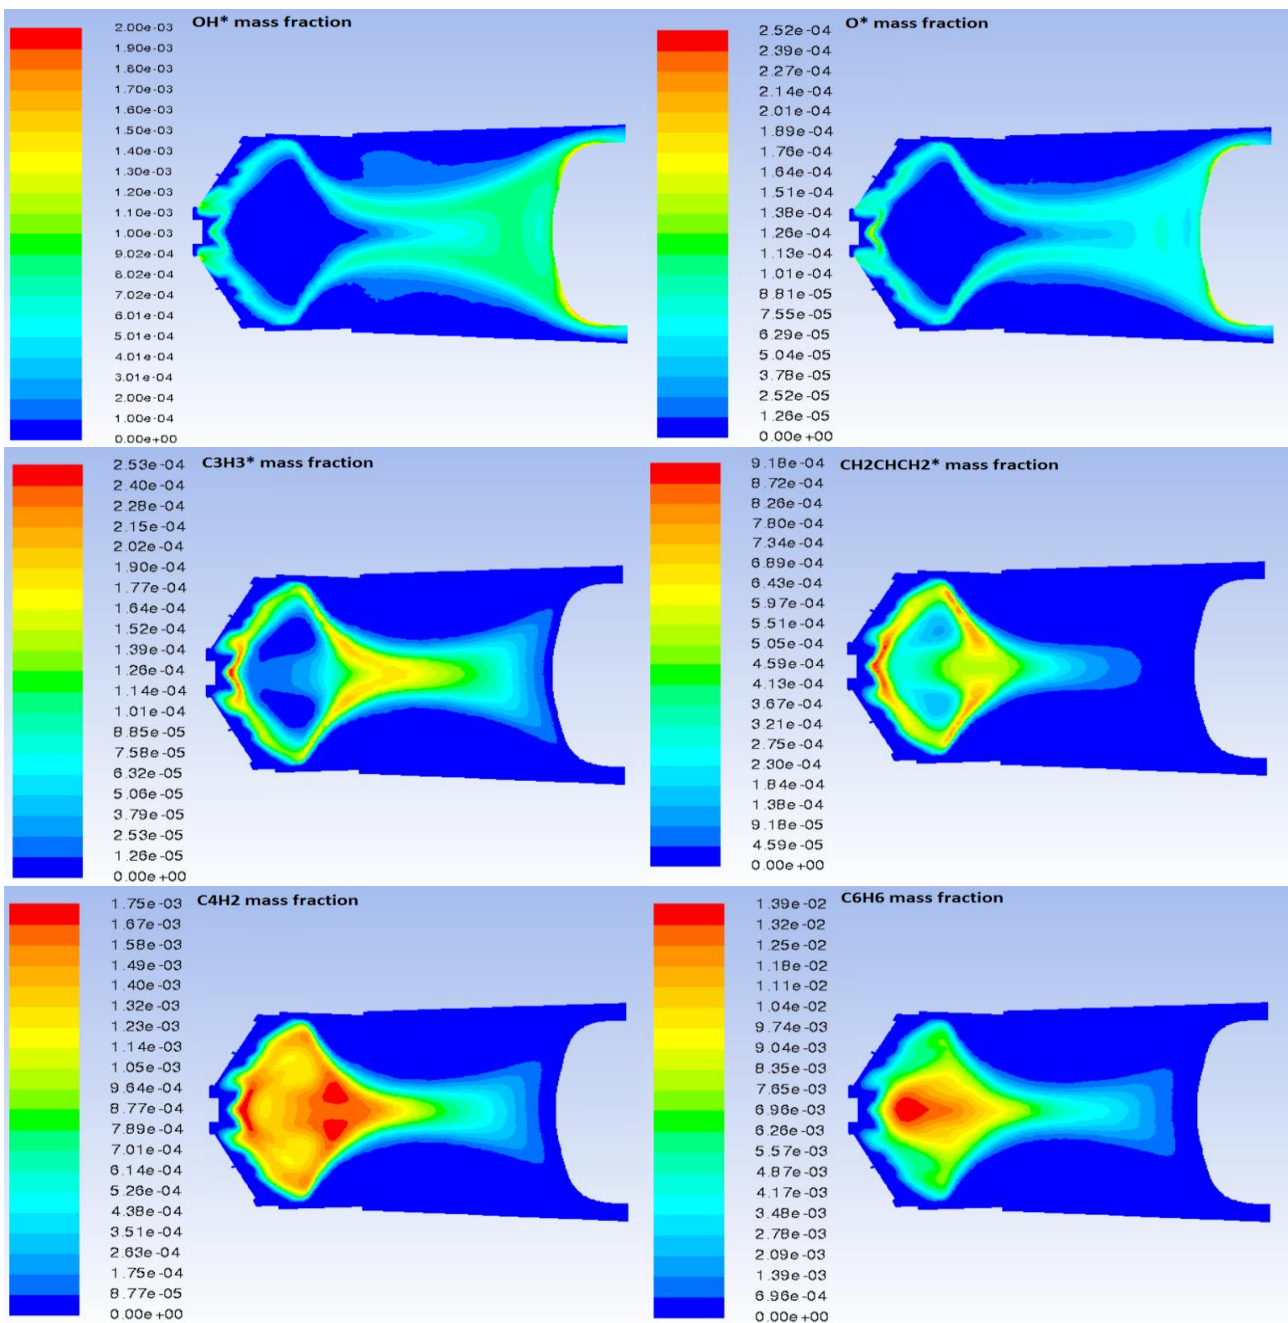 OH* mass fraction
2.00e-03
1.90e-03
1.80e-03
1.70e-03
1.60e-03
1.50e-03
1.40e-03
1.30e-03
1.20e-03
1.10e-03
1.00e-03
9.02e-04
8.02e-04
7.02e-04
6.01e-04
5.01e-04
4.01e-04
3.01e-04
2.00e-04
1.00e-04
0.00e+00
O* mass fraction
2.52e-04
2.39e-04
2.27e-04
2.14e-04
2.01e-04
1.89e-04
1.76e-04
1.64e-04
1.51e-04
1.38e-04
1.26e-04
1.13e-04
1.01e-04
8.81e-05
7.55e-05
6.29e-05
5.04e-05
3.78e-05
2.52e-05
1.26e-05
0.00e+00
C3H3* mass fraction
2.53e-04
2.40e-04
2.28e-04
2.15e-04
2.02e-04
1.90e-04
1.77e-04
1.64e-04
1.52e-04
1.39e-04
1.26e-04
1.14e-04
1.01e-04
8.85e-05
7.58e-05
6.32e-05
5.06e-05
3.79e-05
2.53e-05
1.26e-05
0.00e+00
CH2CHCH2* mass fraction
9.18e-04
8.72e-04
8.26e-04
7.80e-04
7.34e-04
6.89e-04
6.43e-04
5.97e-04
5.51e-04
5.05e-04
4.59e-04
4.13e-04
3.67e-04
3.21e-04
2.75e-04
2.30e-04
1.84e-04
1.38e-04
9.18e-05
4.59e-05
0.00e+00
C4H2 mass fraction
1.75e-03
1.67e-03
1.58e-03
1.49e-03
1.40e-03
1.32e-03
1.23e-03
1.14e-03
1.05e-03
9.64e-04
8.77e-04
7.89e-04
7.01e-04
6.14e-04
5.26e-04
4.38e-04
3.51e-04
2.63e-04
1.75e-04
8.77e-05
0.00e+00
C6H6 mass fraction
1.39e-02
1.32e-02
1.25e-02
1.18e-02
1.11e-02
1.04e-02
9.74e-03
9.04e-03
8.35e-03
7.65e-03
6.96e-03
6.26e-03
5.57e-03
4.87e-03
4.17e-03
3.48e-03
2.78e-03
2.09e-03
1.39e-03
6.96e-04
0.00e+00